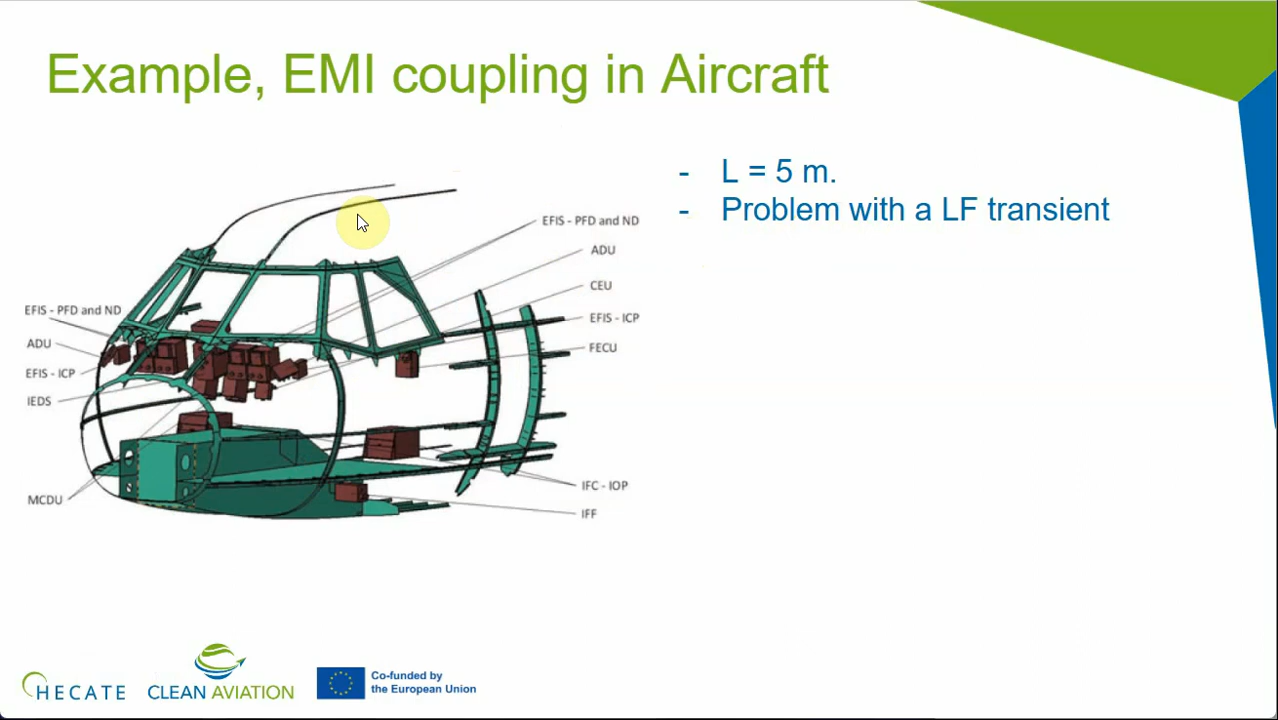 Example, EMI coupling in Aircraft
- L = 5 m.
- Problem with a LF transient
EFIS - PFD and ND
ADU
CEU
EFIS - ICP
FECU
EFIS - PFD and ND
ADU
EFIS - ICP
IEDS
MCDU
IFC - IOP
IFF
HECATE
CLEAN AVIATION
Co-funded by
the European Union